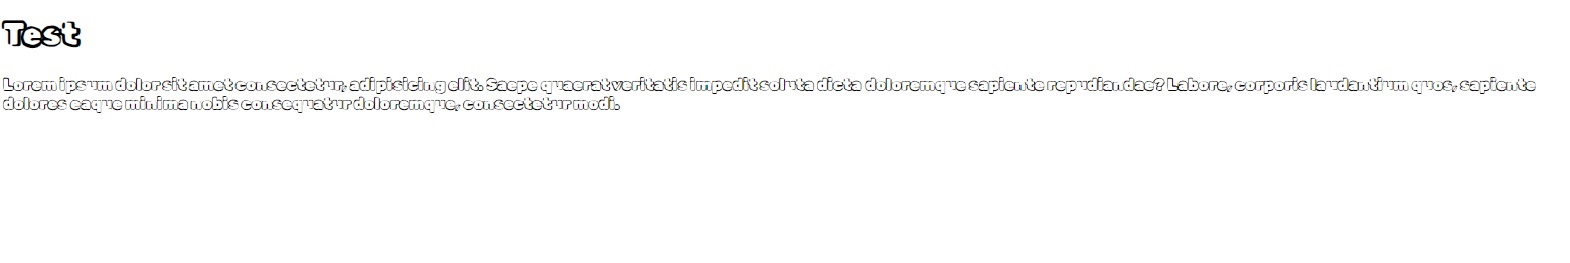 Test
Lorem ipsum dolor sit amet consectetur, adipisicing elit. Saepe quaerat veritatis impedit soluta dicta doloremque sapiente repudiandae? Labore, corporis laudantium quos, sapiente
dolores eaque minima nobis consequatur doloremque, consectetur modi.